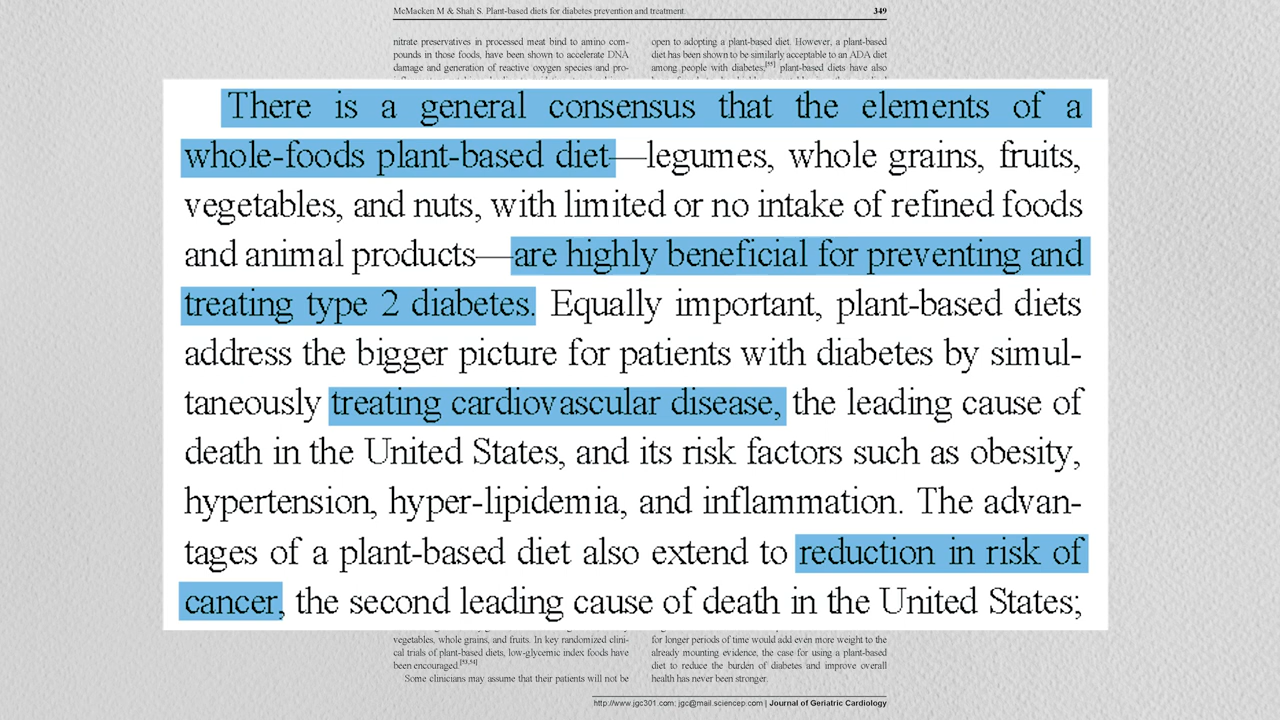 McMacken M & Shah S. Plant-based diets for diabetes prevention and treatment
349
nitrate preservatives in processed meat bind to amino com-
pounds in those foods, have been shown to accelerate DNA
damage and generation of reactive oxygen species and pro-
open to adopting a plant-based diet. However, a plant-based
diet has been shown to be similarly acceptable to an ADA diet
among people with diabetes;[55] plant-based diets have also
There is a general consensus that the elements of a
whole-foods plant-based diet—legumes, whole grains, fruits,
vegetables, and nuts, with limited or no intake of refined foods
and animal products—are highly beneficial for preventing and
treating type 2 diabetes. Equally important, plant-based diets
address the bigger picture for patients with diabetes by simul-
taneously treating cardiovascular disease, the leading cause of
death in the United States, and its risk factors such as obesity,
hypertension, hyper-lipidemia, and inflammation. The advan-
tages of a plant-based diet also extend to reduction in risk of
cancer, the second leading cause of death in the United States;
vegetables, whole grains, and fruits. In key randomized clini-
cal trials of plant-based diets, low-glycemic index foods have
been encouraged.[53,54]
Some clinicians may assume that their patients will not be
for longer periods of time would add even more weight to the
already mounting evidence, the case for using a plant-based
diet to reduce the burden of diabetes and improve overall
health has never been stronger.
http://www.jgc301.com; jgc@mail.sciencep.com | Journal of Geriatric Cardiology